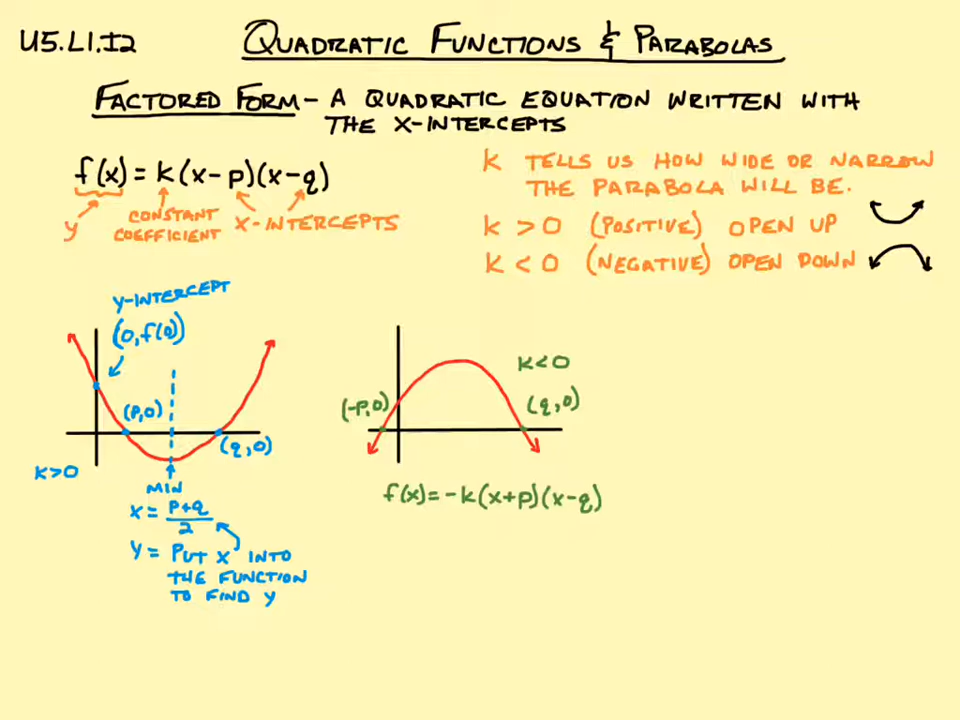 U5.L1.I2
QUADRATIC FUNCTIONS & PARABOLAS
FACTORED FORM – A QUADRATIC EQUATION WRITTEN WITH
THE X-INTERCEPTS
f(x) = k(x-p)(x-q)
y
CONSTANT
COEFFICIENT
X-INTERCEPTS
K TELLS US HOW WIDE OR NARROW
THE PARABOLA WILL BE.
K > 0 (POSITIVE) OPEN UP
K < 0 (NEGATIVE) OPEN DOWN
Y-INTERCEPT
(0, f(0))
(P,0)
(q,0)
K>0
MIN
X = P+q/2
Y = PUT X INTO
THE FUNCTION
TO FIND Y
K<0
(-P,0)
(q,0)
f(x) = -K(x+p)(x-q)